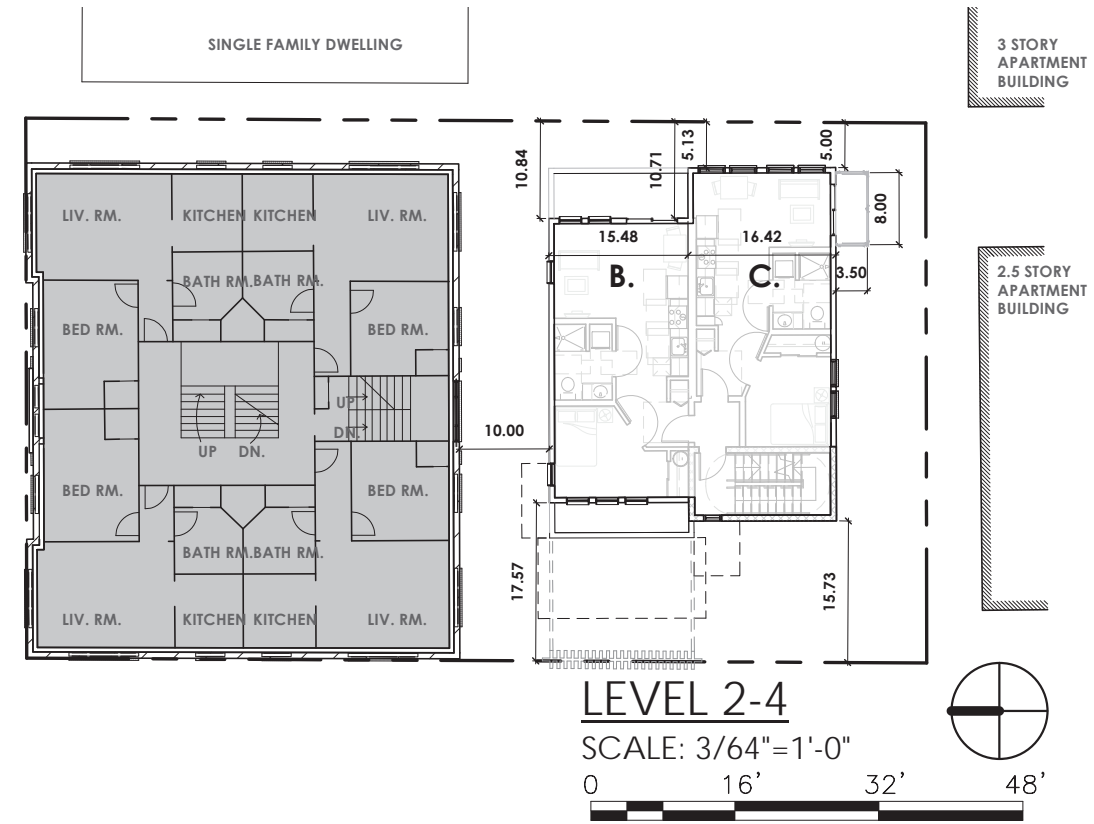 SINGLE FAMILY DWELLING
3 STORY
APARTMENT
BUILDING
10.84
10.71
5.13
5.00
8.00
LIV. RM.
KITCHEN
KITCHEN
LIV. RM.
15.48
16.42
B.
C.
3.50
2.5 STORY
APARTMENT
BUILDING
BATH RM.
BATH RM.
BED RM.
BED RM.
UP
DN.
UP
DN.
10.00
BED RM.
BED RM.
BATH RM.
BATH RM.
17.57
15.73
LIV. RM.
KITCHEN
KITCHEN
LIV. RM.
LEVEL 2-4
SCALE: 3/64"=1'-0"
0 16' 32' 48'